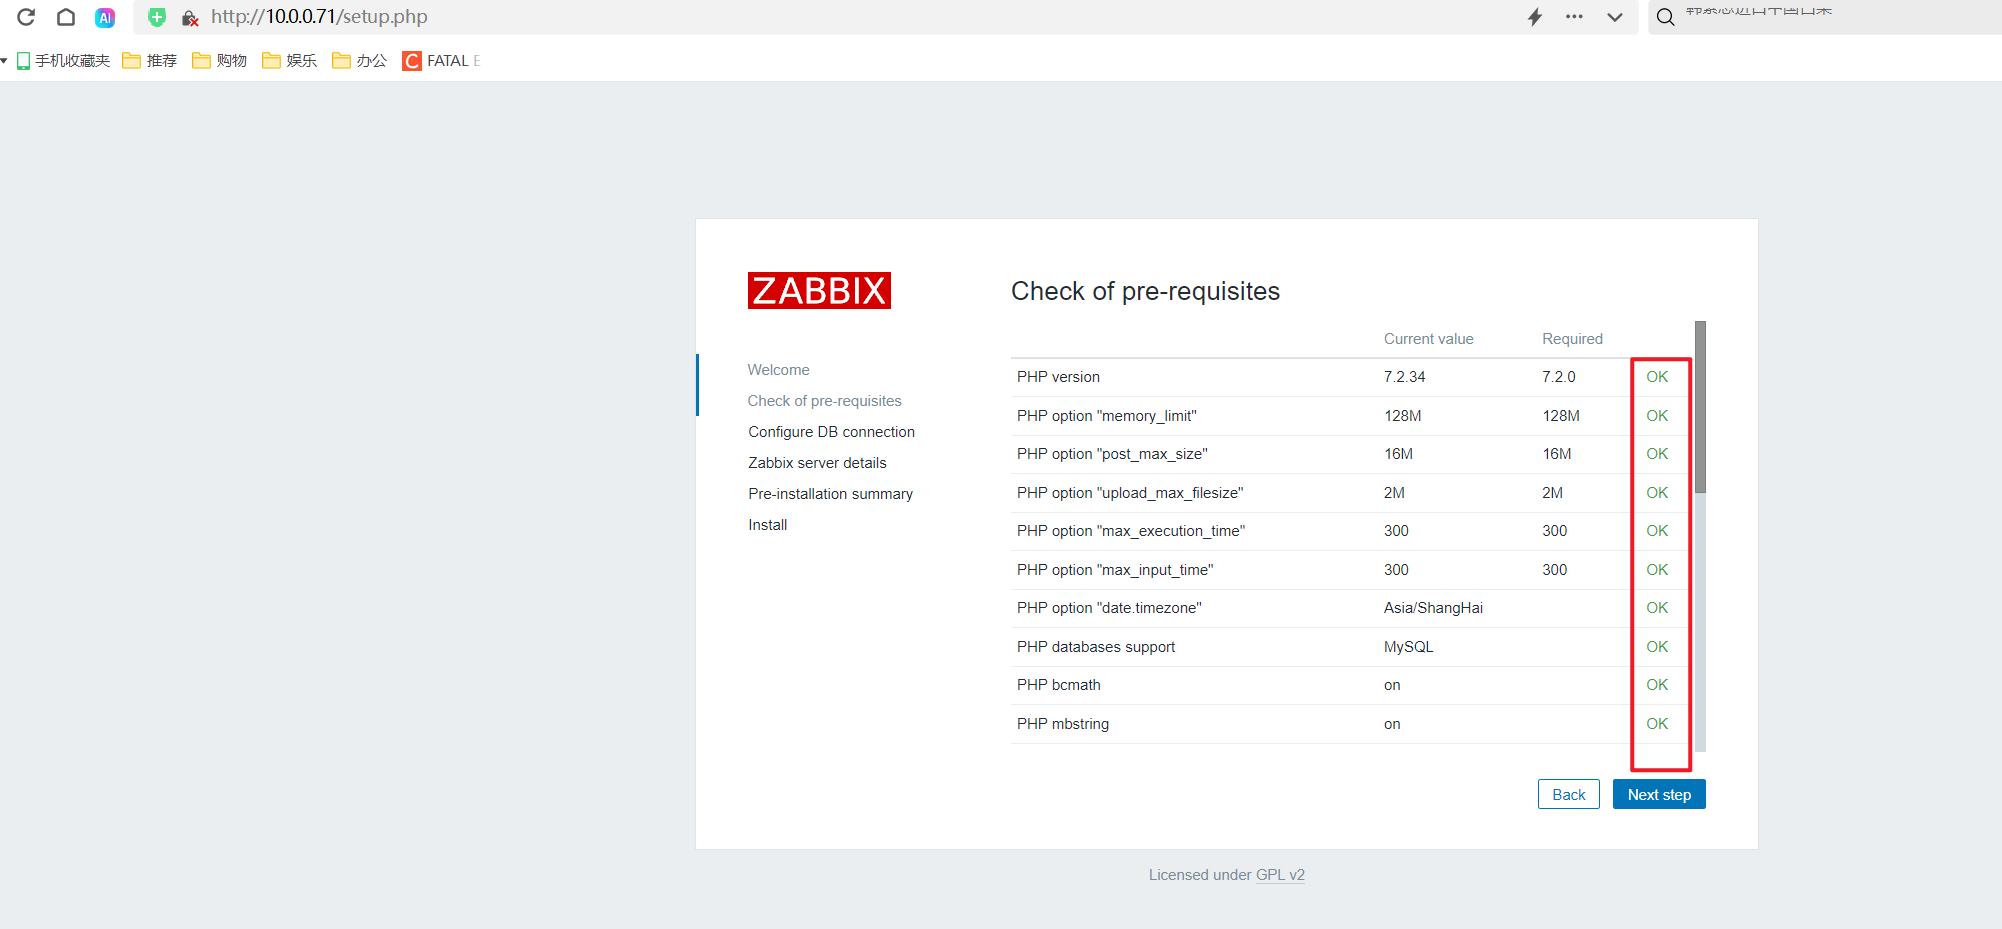 http://10.0.0.71/setup.php
手机收藏夹 推荐 购物 娱乐 办公 C FATAL E
ZABBIX
Check of pre-requisites
Welcome
Check of pre-requisites
Configure DB connection
Zabbix server details
Pre-installation summary
Install
Current value Required
PHP version 7.2.34 7.2.0 OK
PHP option "memory_limit" 128M 128M OK
PHP option "post_max_size" 16M 16M OK
PHP option "upload_max_filesize" 2M 2M OK
PHP option "max_execution_time" 300 300 OK
PHP option "max_input_time" 300 300 OK
PHP option "date.timezone" Asia/ShangHai OK
PHP databases support MySQL OK
PHP bcmath on OK
PHP mbstring on OK
Back Next step
Licensed under GPL v2